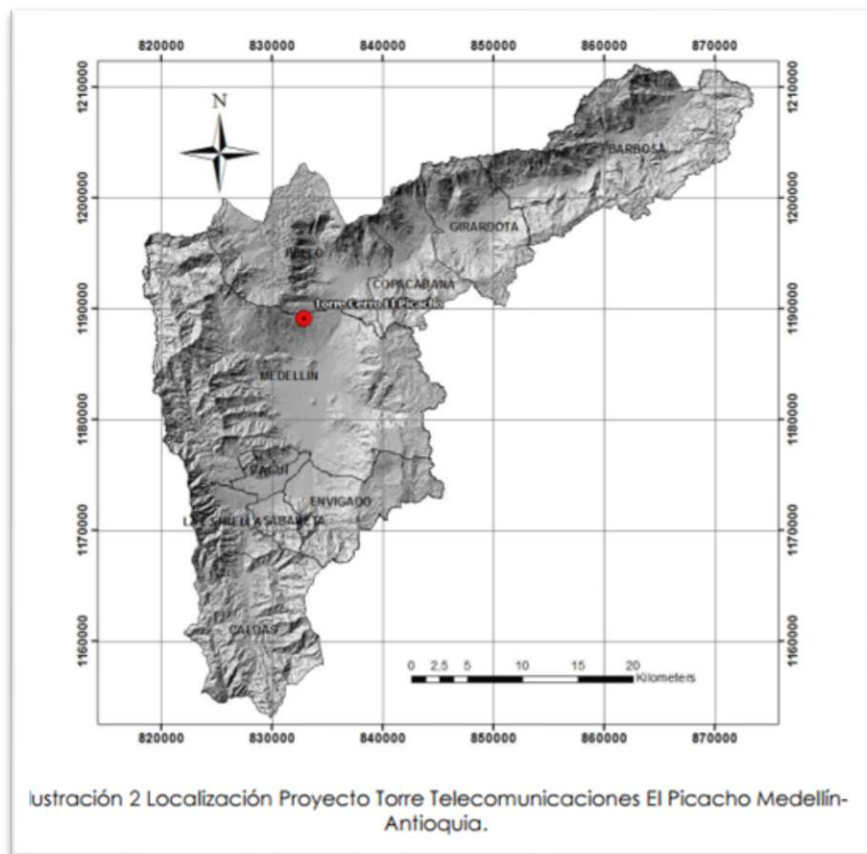 820000 830000 840000 850000 860000 870000
1210000 1210000
N
BARBOSA
1200000 1200000
GIRARDOTA
BELLO
COPACABANA
Torre Cerro El Picacho
1190000 1190000
MEDELLIN
1180000 1180000
ITAGUI
ENVIGADO
LA ESTRELLA SABANETA
1170000 1170000
CALDAS
1160000 1160000
0 2,5 5 10 15 20
Kilometers
820000 830000 840000 850000 860000 870000
lustración 2 Localización Proyecto Torre Telecomunicaciones El Picacho Medellín-
Antioquia.